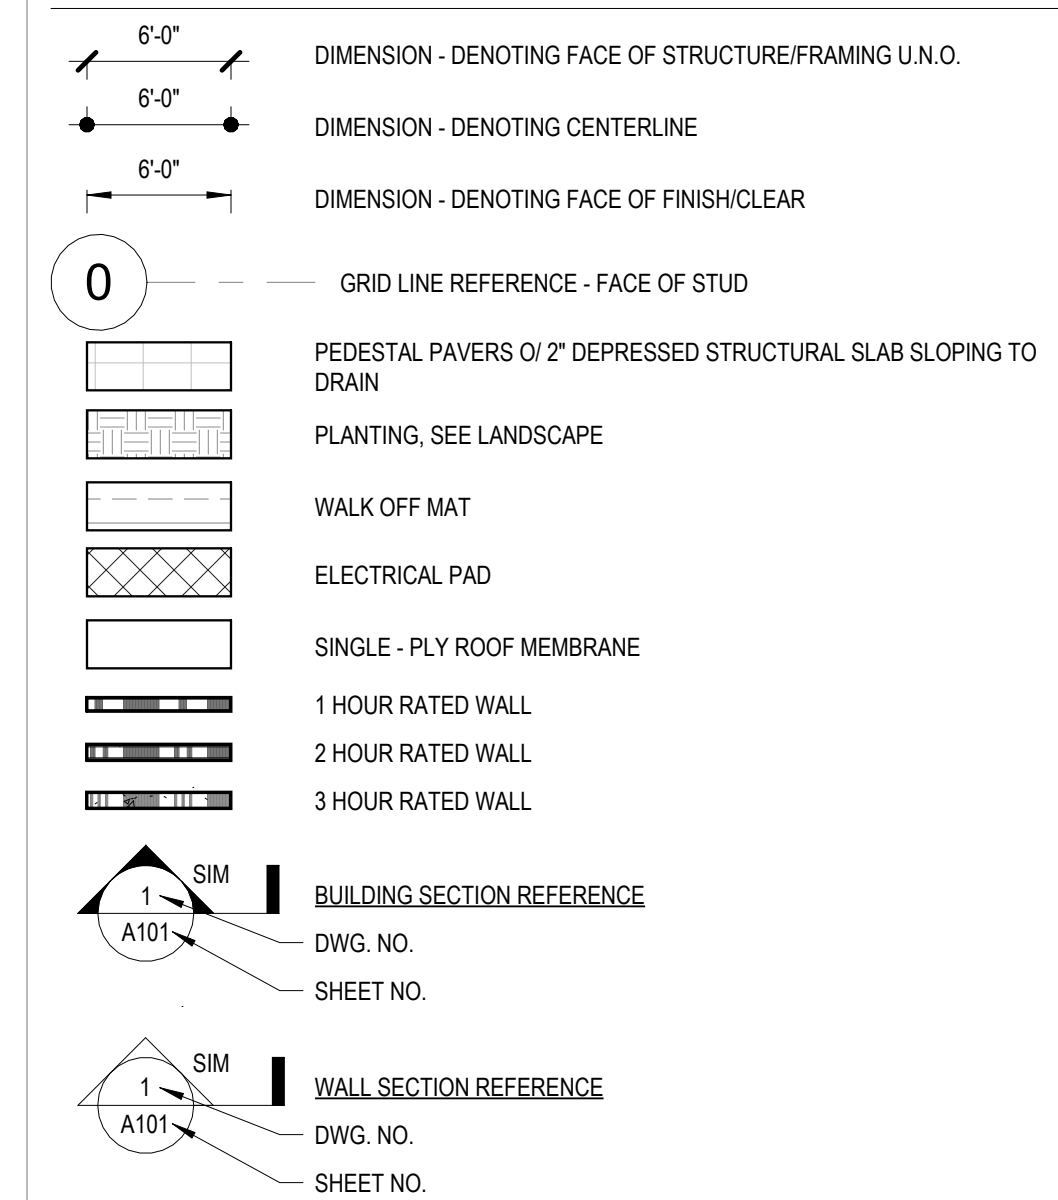 6'-0"
DIMENSION - DENOTING FACE OF STRUCTURE/FRAMING U.N.O.
6'-0"
DIMENSION - DENOTING CENTERLINE
6'-0"
DIMENSION - DENOTING FACE OF FINISH/CLEAR
0
GRID LINE REFERENCE - FACE OF STUD
PEDESTAL PAVERS O/ 2" DEPRESSED STRUCTURAL SLAB SLOPING TO
DRAIN
PLANTING, SEE LANDSCAPE
WALK OFF MAT
ELECTRICAL PAD
SINGLE - PLY ROOF MEMBRANE
1 HOUR RATED WALL
2 HOUR RATED WALL
3 HOUR RATED WALL
SIM
1
A101
BUILDING SECTION REFERENCE
DWG. NO.
SHEET NO.
SIM
1
A101
WALL SECTION REFERENCE
DWG. NO.
SHEET NO.